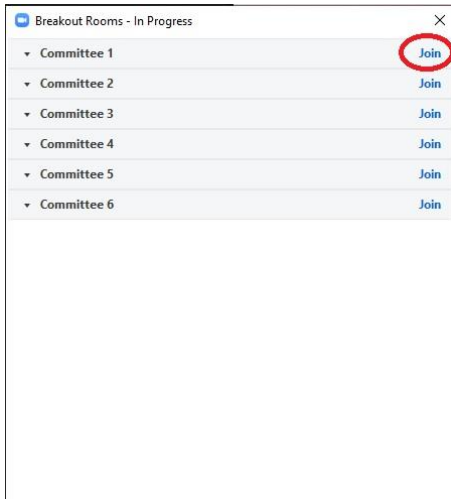 Breakout Rooms - In Progress
Committee 1 Join
Committee 2 Join
Committee 3 Join
Committee 4 Join
Committee 5 Join
Committee 6 Join